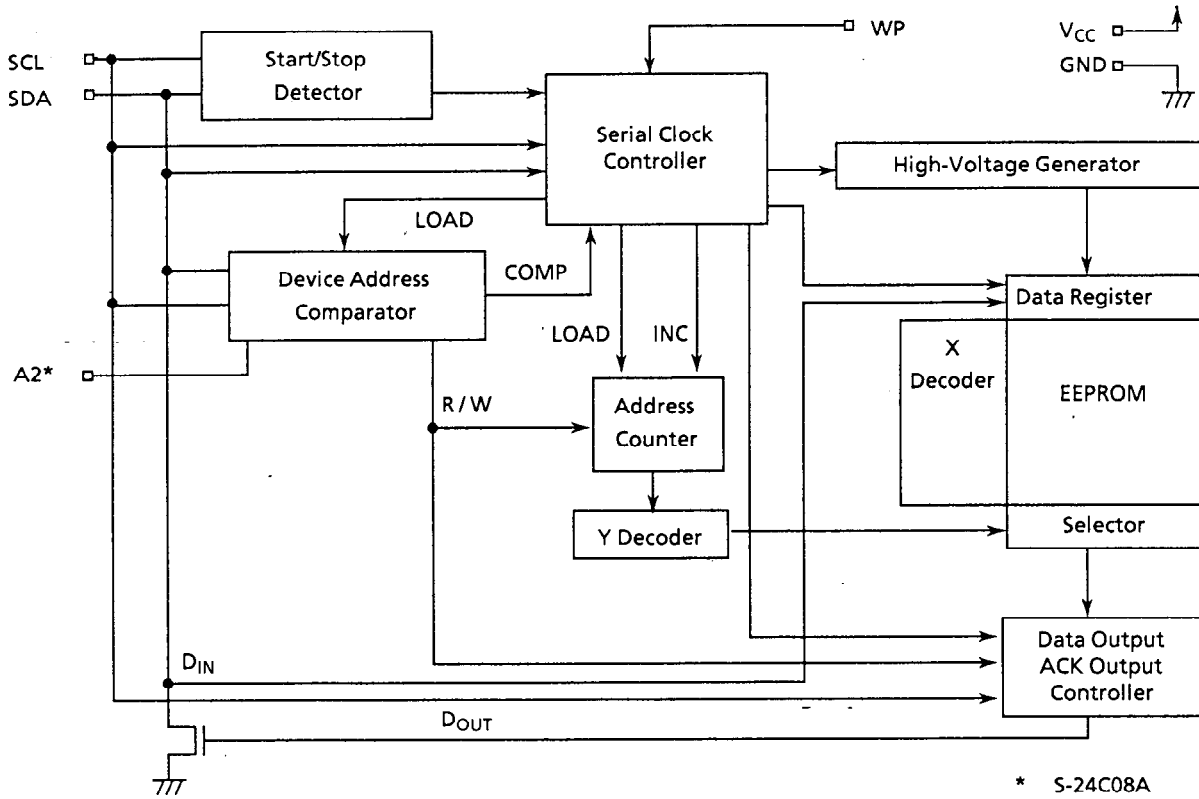 SCL
SDA
Start/Stop
Detector
WP
VCC
GND
Serial Clock
Controller
High-Voltage Generator
LOAD
Device Address
Comparator
COMP
LOAD
INC
Data Register
X
Decoder
EEPROM
A2*
R / W
Address
Counter
Y Decoder
Selector
DIN
Data Output
ACK Output
Controller
DOUT
* S-24C08A